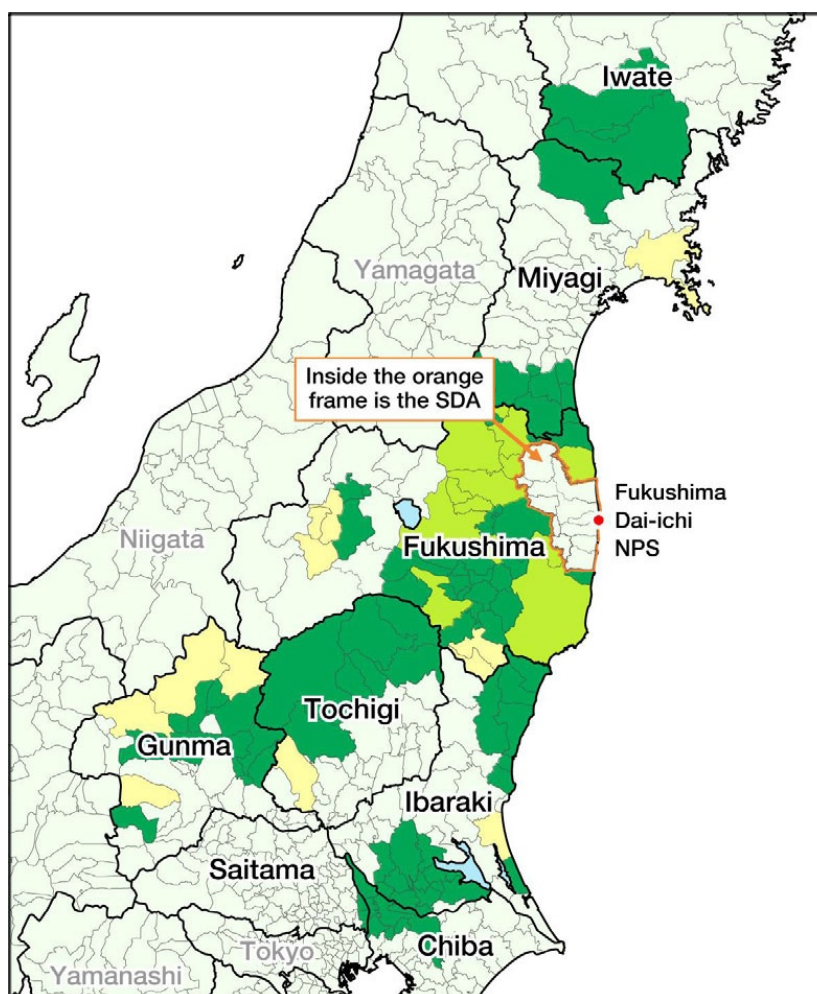 Iwate
Yamagata
Miyagi
Inside the orange
frame is the SDA
Fukushima
Dai-ichi
NPS
Niigata
Fukushima
Tochigi
Gunma
Ibaraki
Saitama
Chiba
Tokyo
Yamanashi